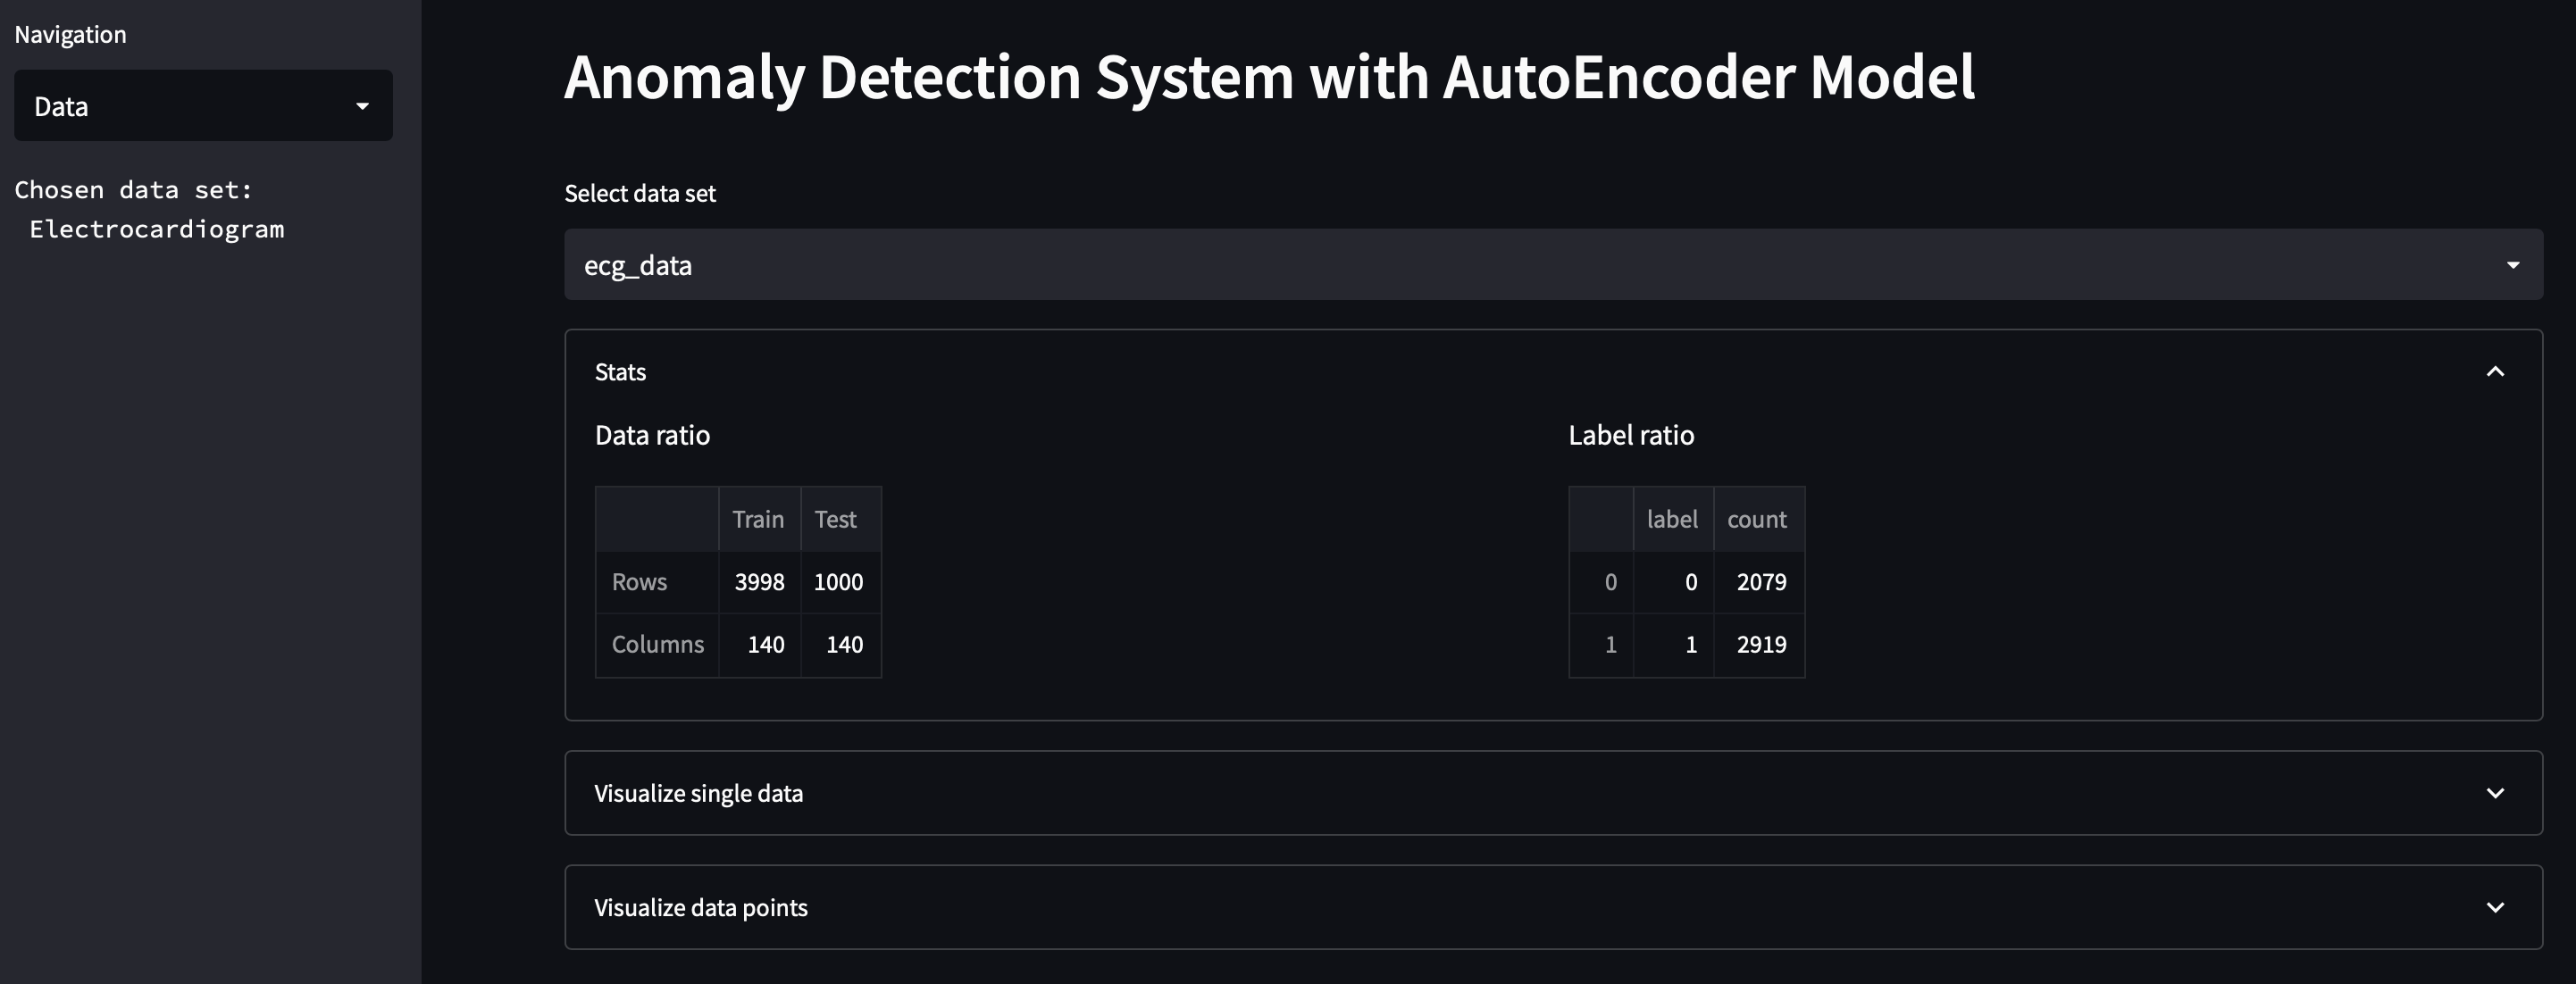 Navigation
Data
Chosen data set:
Electrocardiogram
Anomaly Detection System with AutoEncoder Model
Select data set
ecg_data
Stats
Data ratio
Train Test
Rows 3998 1000
Columns 140 140
Label ratio
label count
0 0 2079
1 1 2919
Visualize single data
Visualize data points